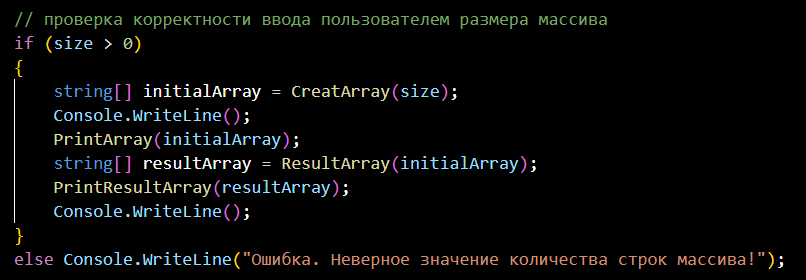 // проверка корректности ввода пользователем размера массива
if (size > 0)
{
    string[] initialArray = CreatArray(size);
    Console.WriteLine();
    PrintArray(initialArray);
    string[] resultArray = ResultArray(initialArray);
    PrintResultArray(resultArray);
    Console.WriteLine();
}
else Console.WriteLine("Ошибка. Неверное значение количества строк массива!");